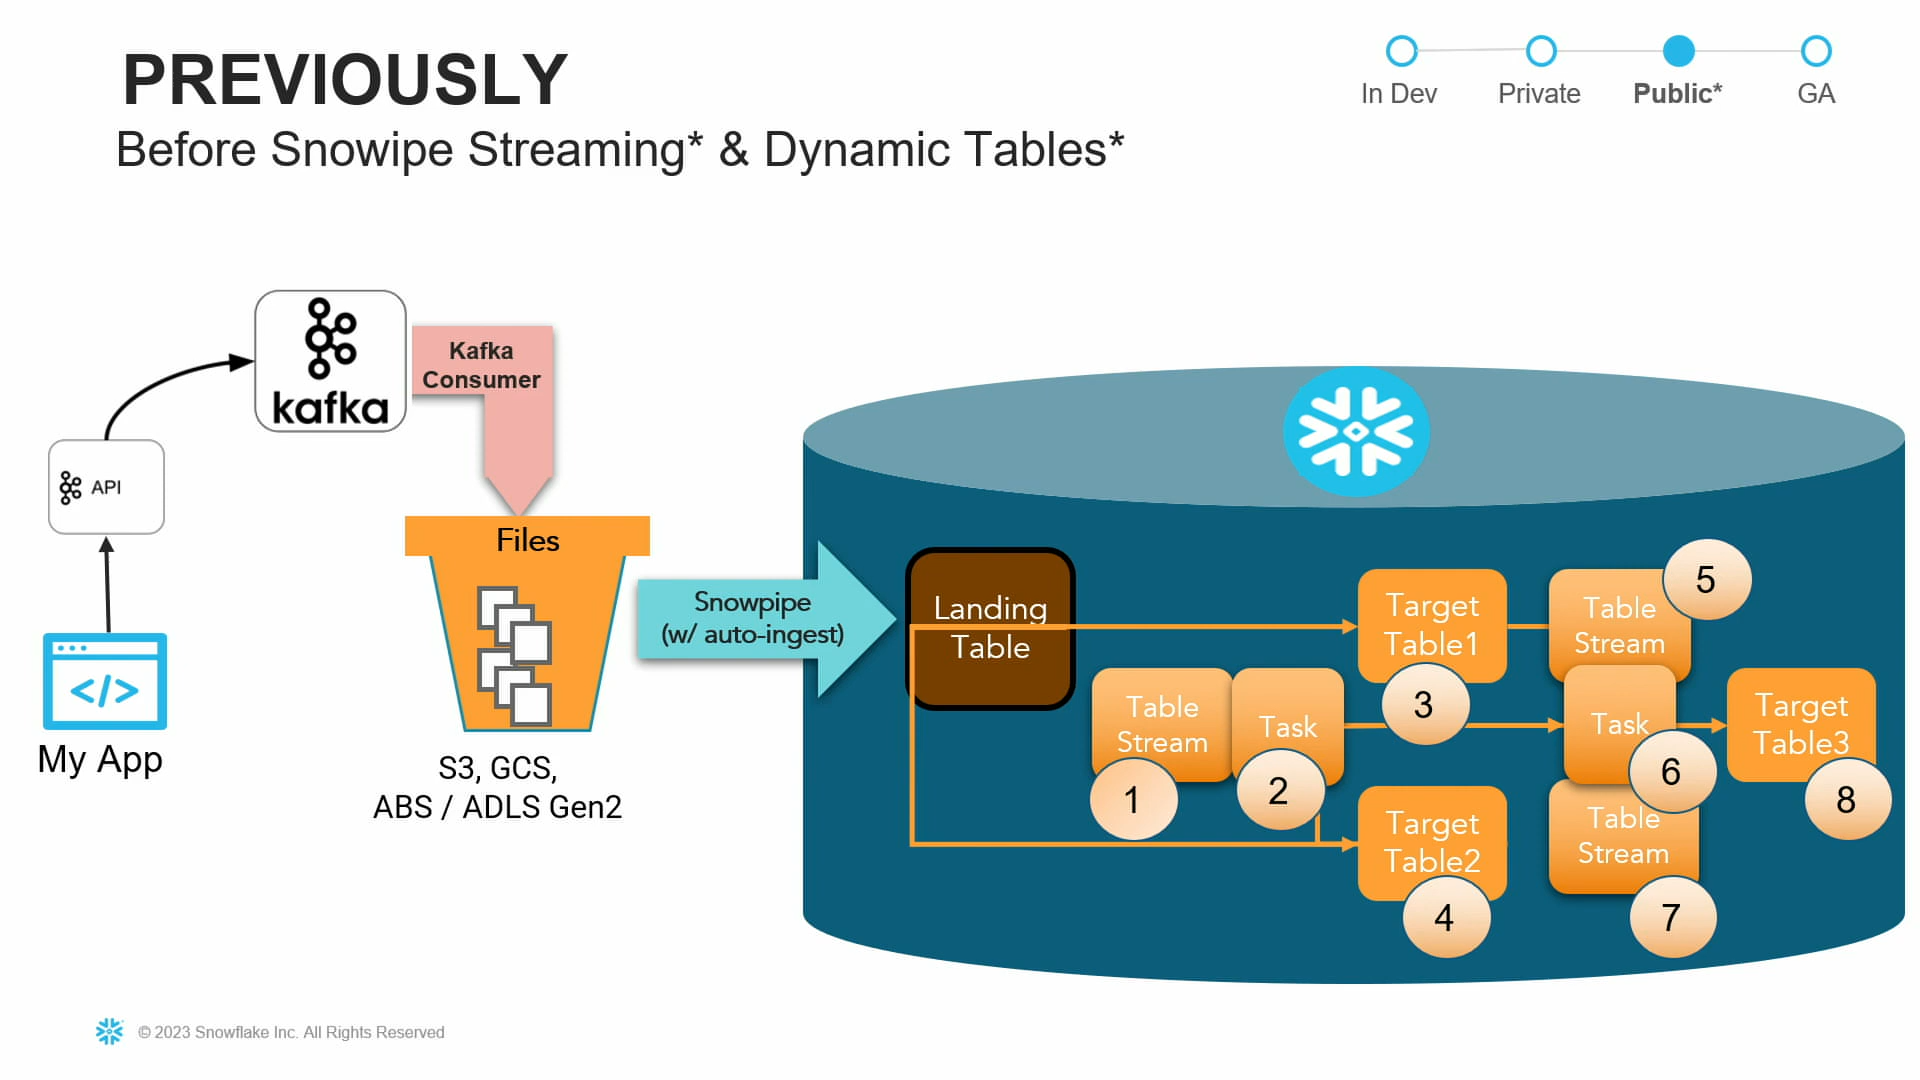 PREVIOUSLY
Before Snowipe Streaming* & Dynamic Tables*
In Dev
Private
Public*
GA
kafka
Kafka
Consumer
API
My App
Files
S3, GCS,
ABS / ADLS Gen2
Snowpipe
(w/ auto-ingest)
Landing
Table
Table
Stream
1
Task
2
Target
Table1
3
Target
Table2
4
Table
Stream
5
Task
6
Table
Stream
7
Target
Table3
8
© 2023 Snowflake Inc. All Rights Reserved